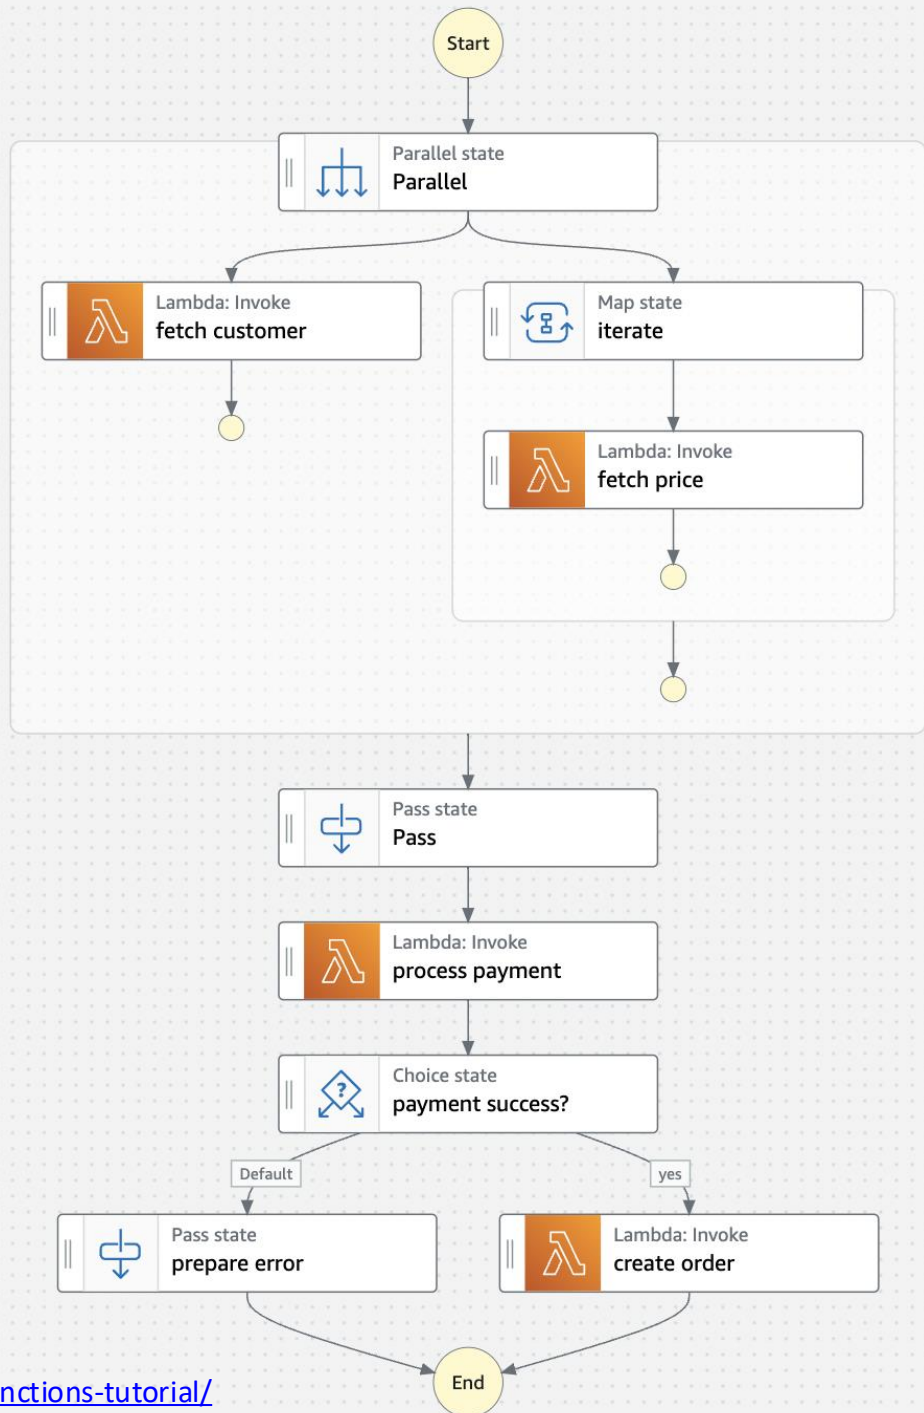 Start
Parallel state
Parallel
Lambda: Invoke
fetch customer
Map state
iterate
Lambda: Invoke
fetch price
Pass state
Pass
Lambda: Invoke
process payment
Choice state
payment success?
Default
yes
Pass state
prepare error
Lambda: Invoke
create order
End
nctions-tutorial/